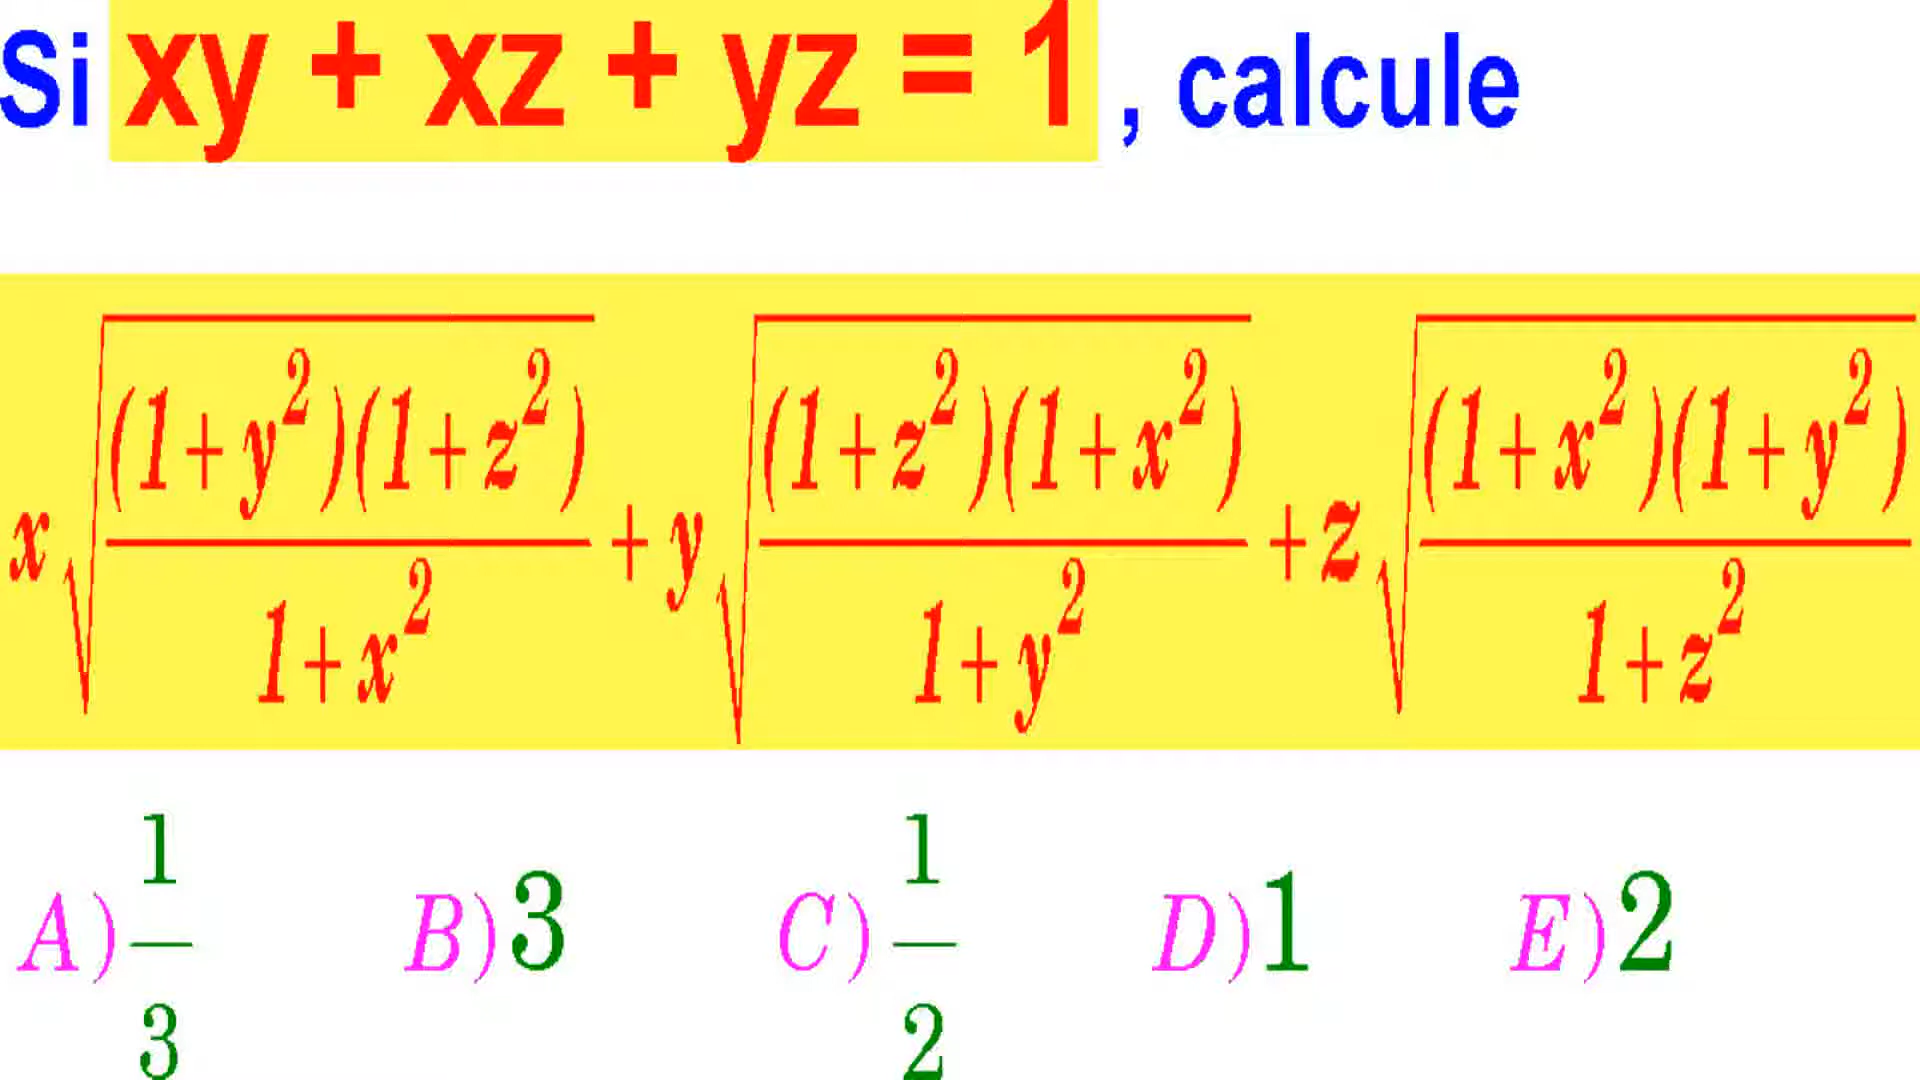 Si xy + xz + yz = 1 , calcule
x√((1+y²)(1+z²)/(1+x²)) + y√((1+z²)(1+x²)/(1+y²)) + z√((1+x²)(1+y²)/(1+z²))
A) 1/3 B) 3 C) 1/2 D) 1 E) 2